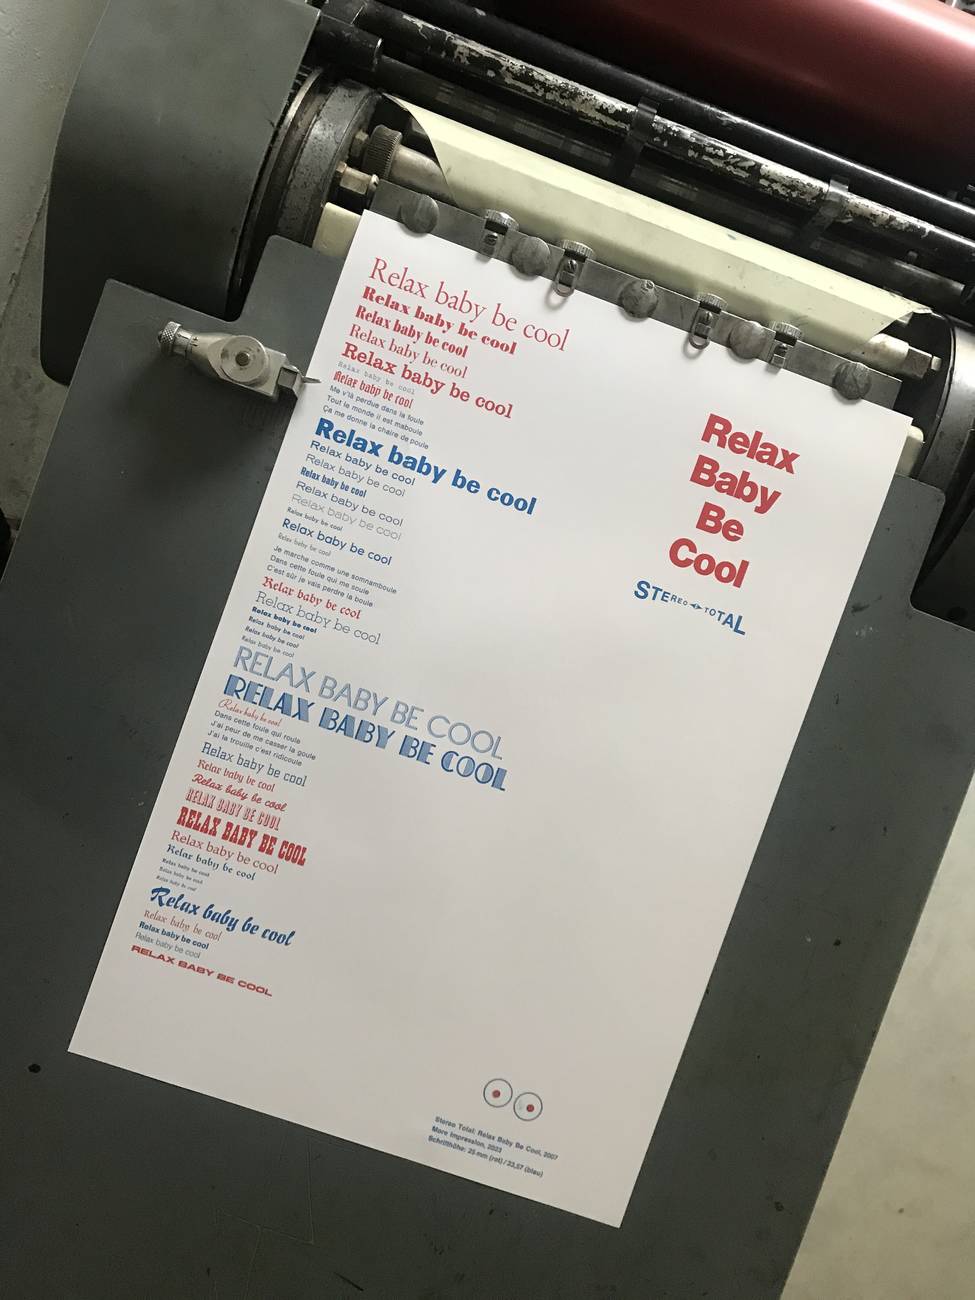 Relax baby be cool
Relax baby be cool
Relax baby be cool
Relax baby be cool
Relax baby be cool
Relax baby be cool
Relax baby be cool
Me v'là perdue dans la foule
Tout le monde il est maboule
Ça me donne la chaire de poule
Relax baby be cool
Relax baby be cool
Relax baby be cool
Relax baby be cool
Relax baby be cool
Relax baby be cool
Relax baby be cool
Relax baby be cool
Relax baby be cool
Je marche comme une somnamboule
Dans cette foule qui me soule
C'est sûr je vais perdre la boule
Relax baby be cool
Relax baby be cool
Relax baby be cool
Relax baby be cool
Relax baby be cool
Relax baby be cool
RELAX BABY BE COOL
RELAX BABY BE COOL
Relax baby be cool
Dans cette foule qui roule
J'ai peur de me casser la goule
J'ai la trouille c'est ridicoule
Relax baby be cool
Relax baby be cool
Relax baby be cool
RELAX BABY BE COOL
RELAX BABY BE COOL
Relax baby be cool
Relax baby be cool
Relax baby be cool
Relax baby be cool
Relax baby be cool
Relax baby be cool
Relax baby be cool
Relax baby be cool
Relax baby be cool
RELAX BABY BE COOL
Relax
Baby
Be
Cool
STEREO TOTAL
Stereo Total: Relax Baby Be Cool, 2007
More Impression, 2023
Schrifthöhe: 25 mm (rot) / 23,57 (blau)